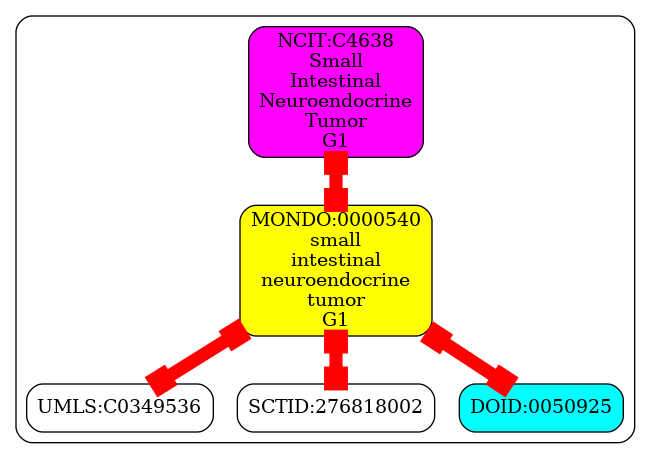 NCIT:C4638
Small
Intestinal
Neuroendocrine
Tumor
G1
MONDO:0000540
small
intestinal
neuroendocrine
tumor
G1
UMLS:C0349536
SCTID:276818002
DOID:0050925